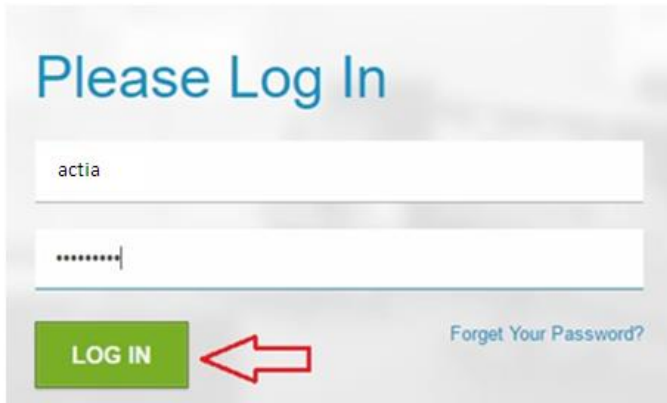 Please Log In
actia
•••••••••
Forget Your Password?
LOG IN